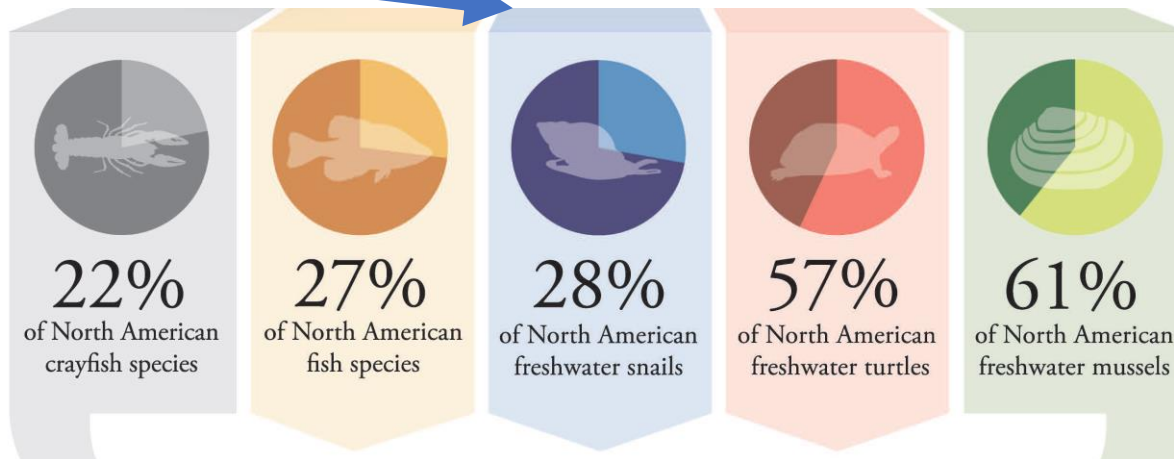 22%
of North American
crayfish species
27%
of North American
fish species
28%
of North American
freshwater snails
57%
of North American
freshwater turtles
61%
of North American
freshwater mussels